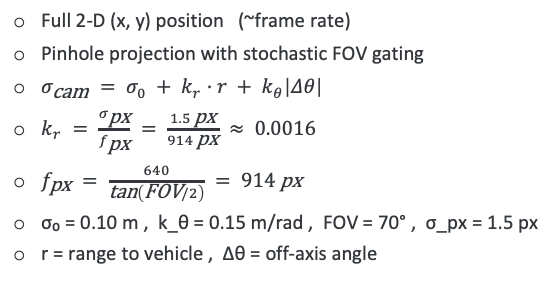 ○ Full 2-D (x, y) position (~frame rate)
○ Pinhole projection with stochastic FOV gating
○ σcam = σ₀ + kᵣ · r + kθ|Δθ|
○ kᵣ = σpx / fpx = 1.5 px / 914 px ≈ 0.0016
○ fpx = 640 / tan(FOV/2) = 914 px
○ σ₀ = 0.10 m , k_θ = 0.15 m/rad , FOV = 70° , σ_px = 1.5 px
○ r = range to vehicle , Δθ = off-axis angle